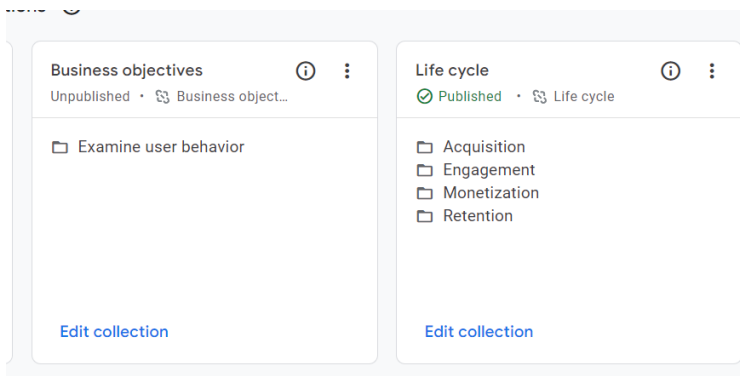 Business objectives
Unpublished • Business object...
Examine user behavior
Edit collection
Life cycle
Published • Life cycle
Acquisition
Engagement
Monetization
Retention
Edit collection